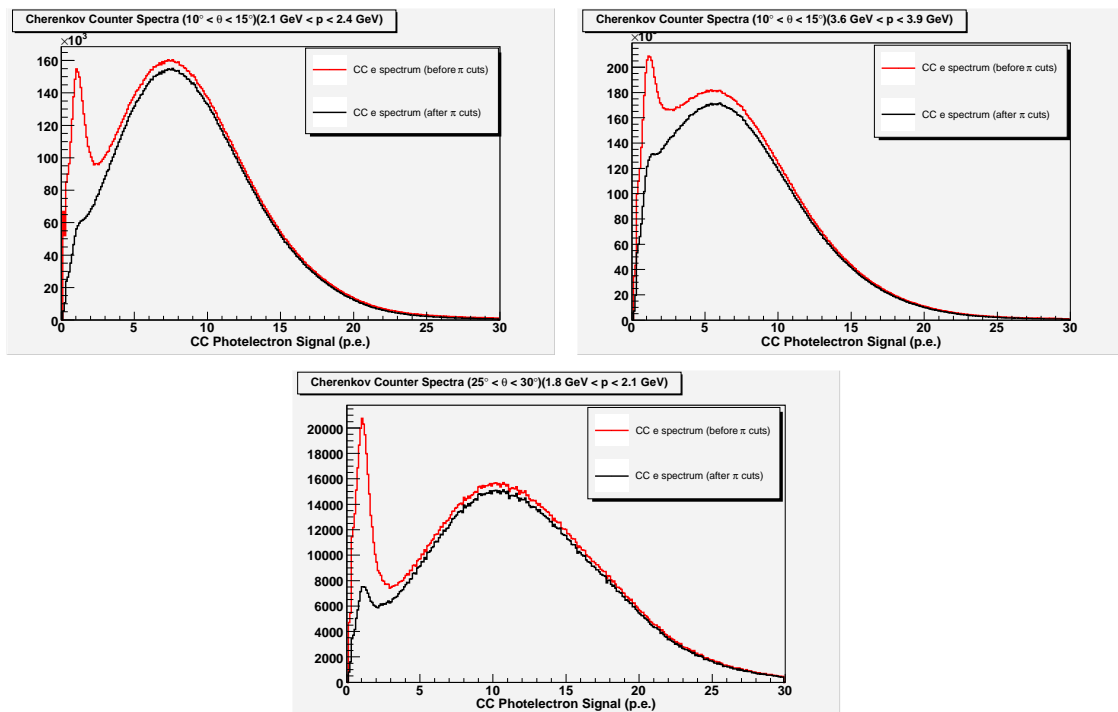 Cherenkov Counter Spectra (10° < θ < 15°)(2.1 GeV < p < 2.4 GeV)
×10³
160
140
120
100
80
60
40
20
0
0 5 10 15 20 25 30
CC Photelectron Signal (p.e.)
CC e spectrum (before π cuts)
CC e spectrum (after π cuts)
Cherenkov Counter Spectra (10° < θ < 15°)(3.6 GeV < p < 3.9 GeV)
200
180
160
140
120
100
80
60
40
20
0
0 5 10 15 20 25 30
CC Photelectron Signal (p.e.)
CC e spectrum (before π cuts)
CC e spectrum (after π cuts)
Cherenkov Counter Spectra (25° < θ < 30°)(1.8 GeV < p < 2.1 GeV)
20000
18000
16000
14000
12000
10000
8000
6000
4000
2000
0
0 5 10 15 20 25 30
CC Photelectron Signal (p.e.)
CC e spectrum (before π cuts)
CC e spectrum (after π cuts)